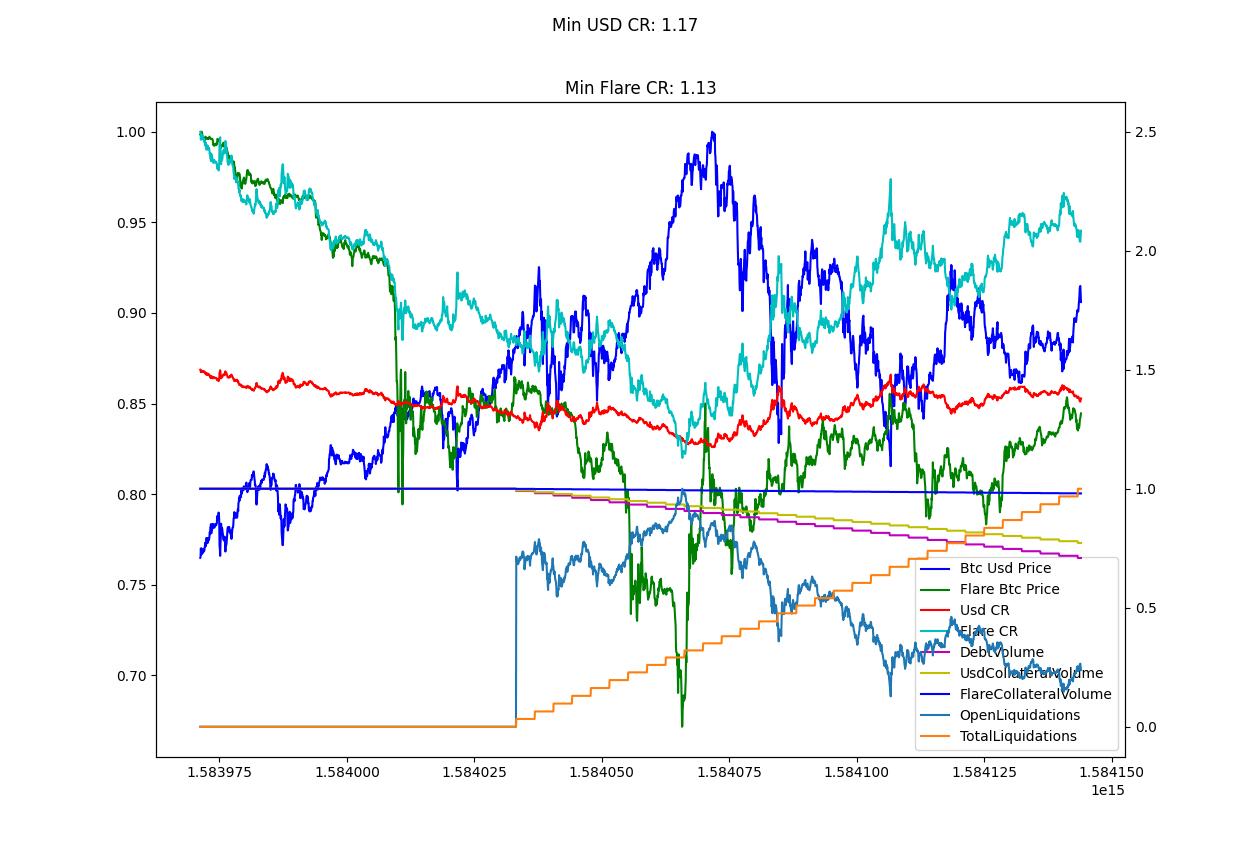 Min USD CR: 1.17
Min Flare CR: 1.13
1.00
0.95
0.90
0.85
0.80
0.75
0.70
2.5
2.0
1.5
1.0
0.5
0.0
Btc Usd Price
Flare Btc Price
Usd CR
Flare CR
DebtVolume
UsdCollateralVolume
FlareCollateralVolume
OpenLiquidations
TotalLiquidations
1.583975 1.584000 1.584025 1.584050 1.584075 1.584100 1.584125 1.584150
1e15